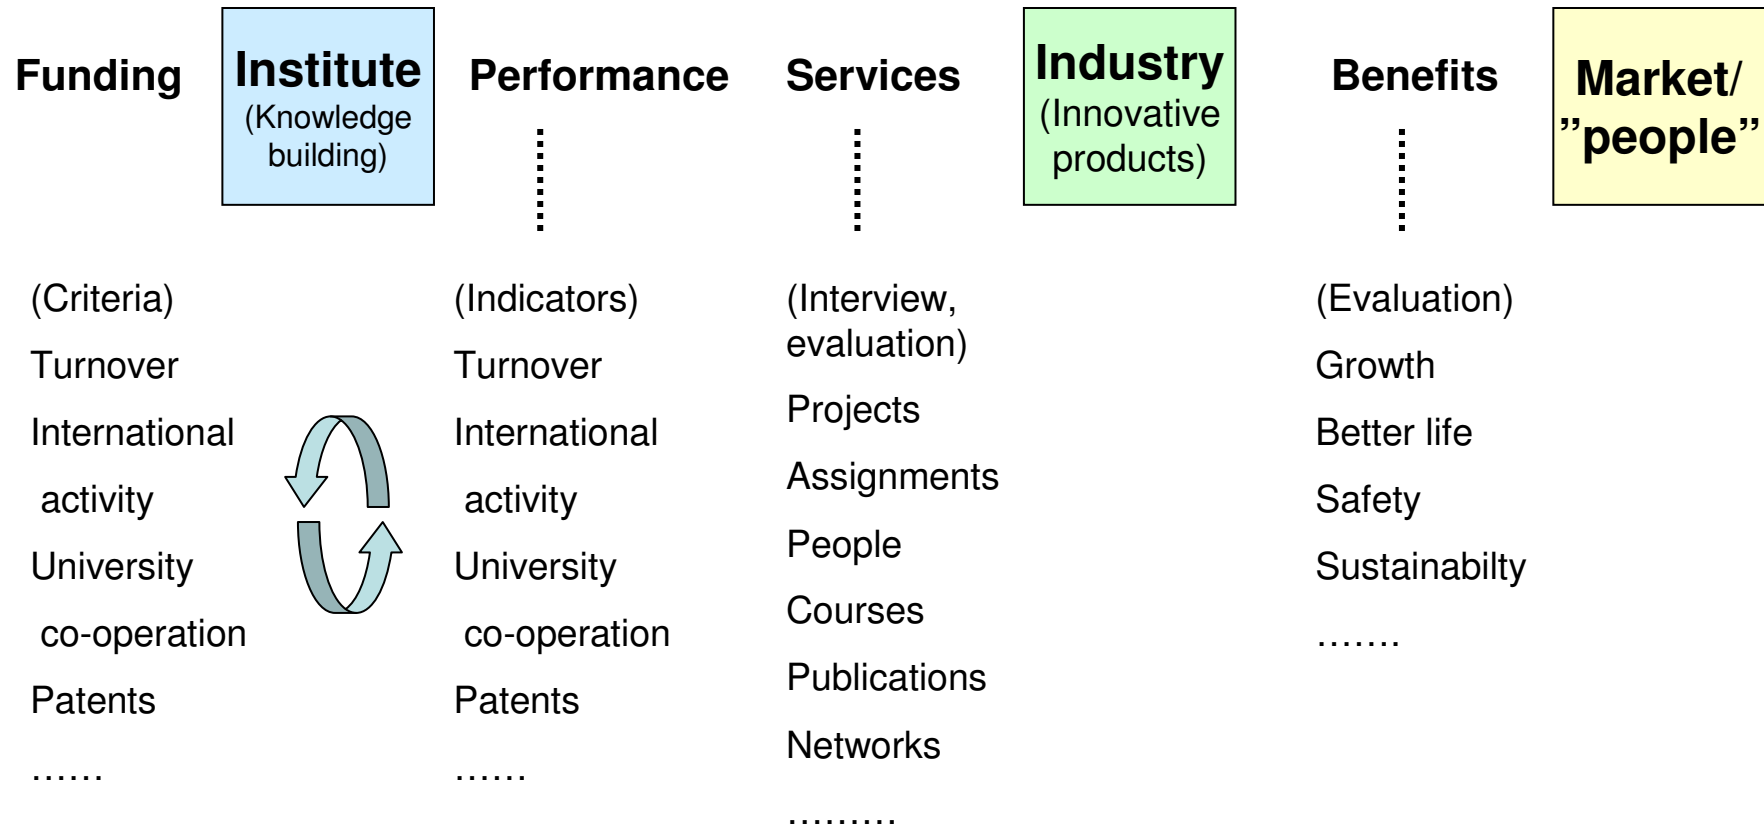 Funding
Institute
(Knowledge
building)
Performance
Services
Industry
(Innovative
products)
Benefits
Market/
”people”
(Criteria)
Turnover
International
activity
University
co-operation
Patents
……
(Indicators)
Turnover
International
activity
University
co-operation
Patents
……
(Interview,
evaluation)
Projects
Assignments
People
Courses
Publications
Networks
………
(Evaluation)
Growth
Better life
Safety
Sustainabilty
…….